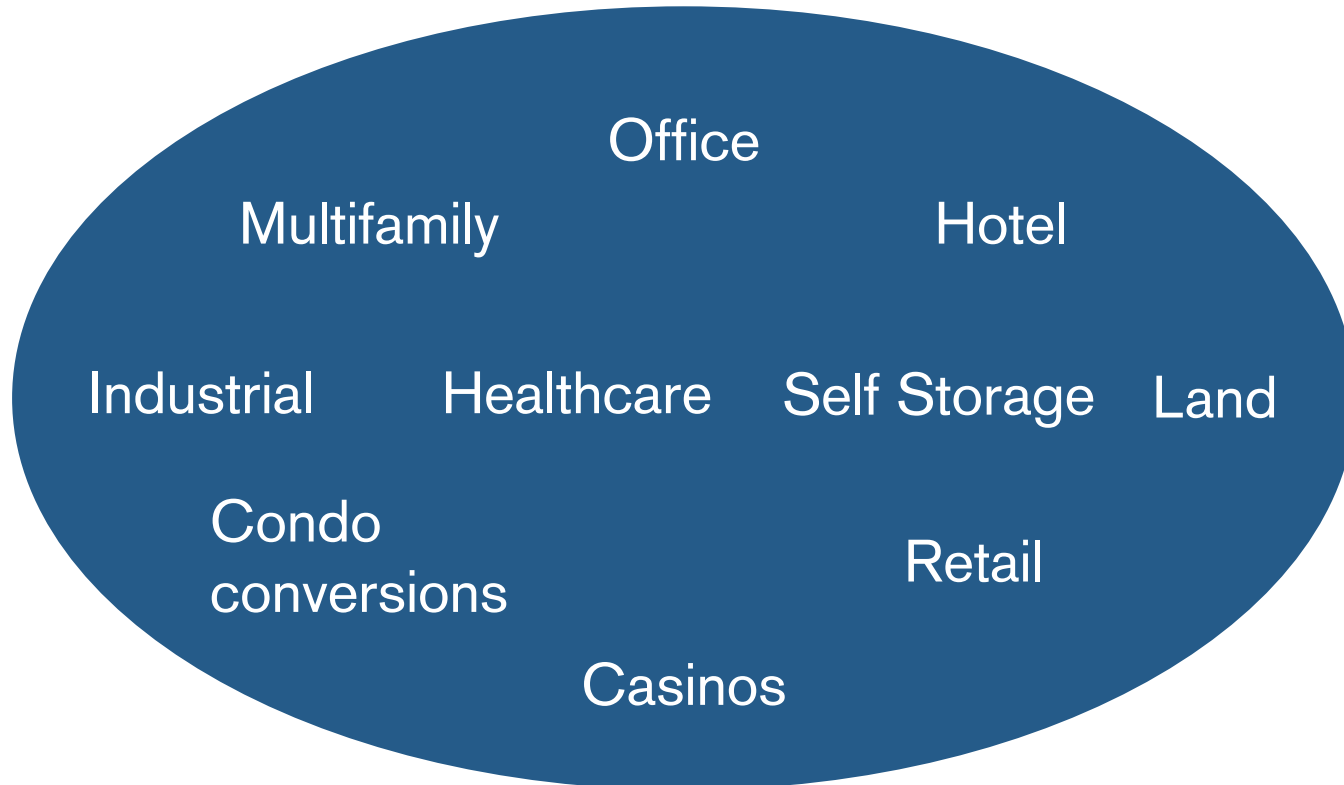 Office
Multifamily
Hotel
Industrial
Healthcare
Self Storage
Land
Condo
conversions
Retail
Casinos